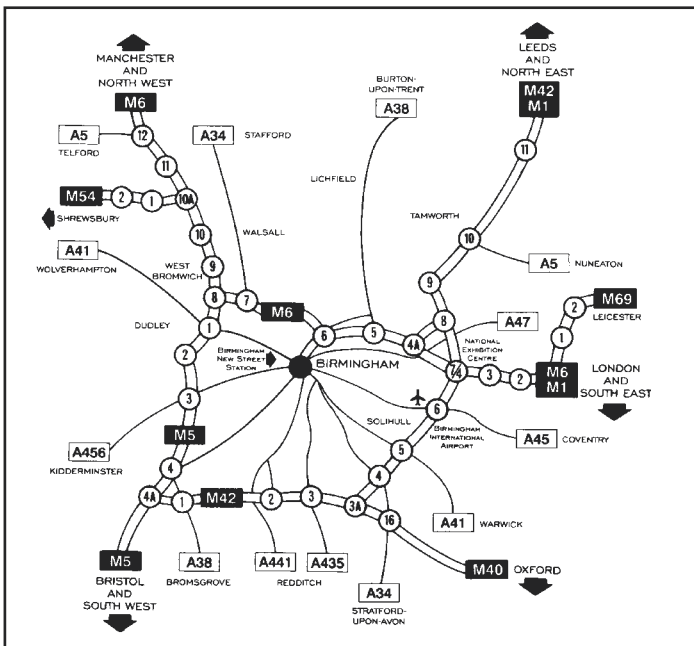 MANCHESTER
AND
NORTH WEST
M6
LEEDS
AND
NORTH EAST
M42
M1
BURTON-
UPON-TRENT
A38
A5
TELFORD
12
A34
STAFFORD
11
11
LICHFIELD
M54
2
1
10A
SHREWSBURY
TAMWORTH
10
WALSALL
10
A41
WOLVERHAMPTON
WEST
BROMWICH
9
A5
NUNEATON
9
8
7
M6
M69
LEICESTER
2
DUDLEY
1
6
5
4A
8
A47
1
NATIONAL
EXHIBITION
CENTRE
2
BIRMINGHAM
NEW STREET
STATION
BIRMINGHAM
7/4
3
2
M6
M1
LONDON
AND
SOUTH EAST
3
6
SOLIHULL
BIRMINGHAM
INTERNATIONAL
AIRPORT
A45
COVENTRY
M5
A456
KIDDERMINSTER
5
4
4
4A
1
M42
2
3
3A
16
A41
WARWICK
M5
BRISTOL
AND
SOUTH WEST
A38
BROMSGROVE
A441
A435
REDDITCH
A34
STRATFORD-
UPON-AVON
M40
OXFORD